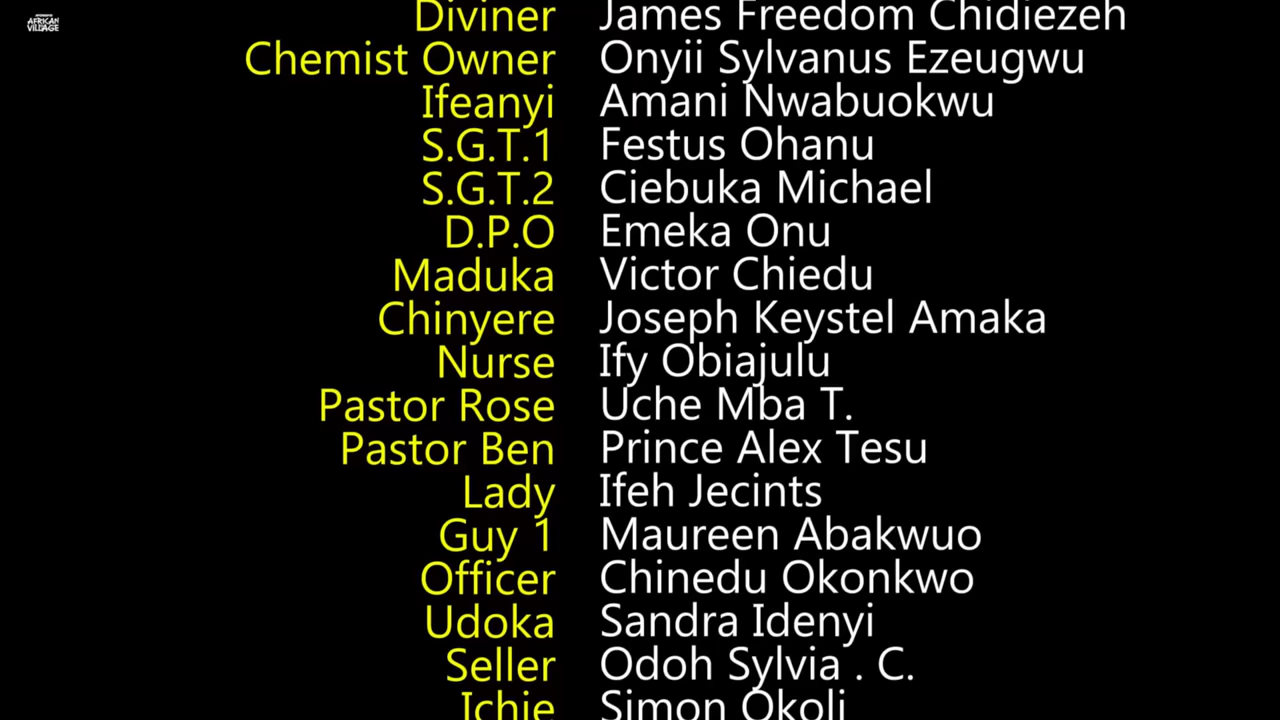 AFRICAN
VILLAGE
Diviner James Freedom Chidiezeh
Chemist Owner Onyii Sylvanus Ezeugwu
Ifeanyi Amani Nwabuokwu
S.G.T.1 Festus Ohanu
S.G.T.2 Ciebuka Michael
D.P.O Emeka Onu
Maduka Victor Chiedu
Chinyere Joseph Keystel Amaka
Nurse Ify Obiajulu
Pastor Rose Uche Mba T.
Pastor Ben Prince Alex Tesu
Lady Ifeh Jecints
Guy 1 Maureen Abakwuo
Officer Chinedu Okonkwo
Udoka Sandra Idenyi
Seller Odoh Sylvia . C.
Ichie Simon Okoli